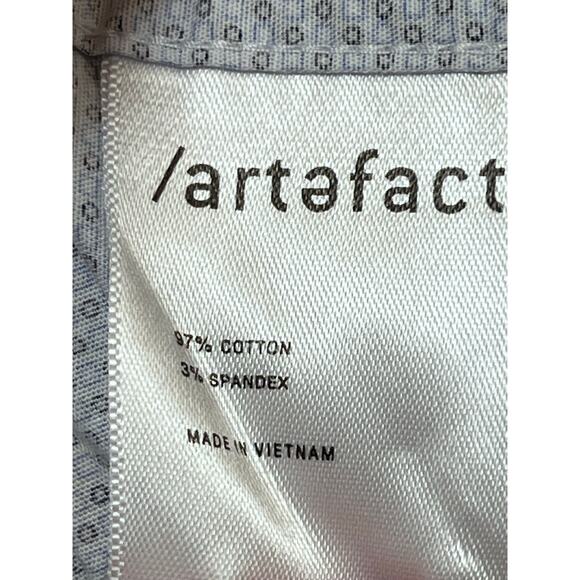 /artəfact
97% COTTON
3% SPANDEX
MADE IN VIETNAM